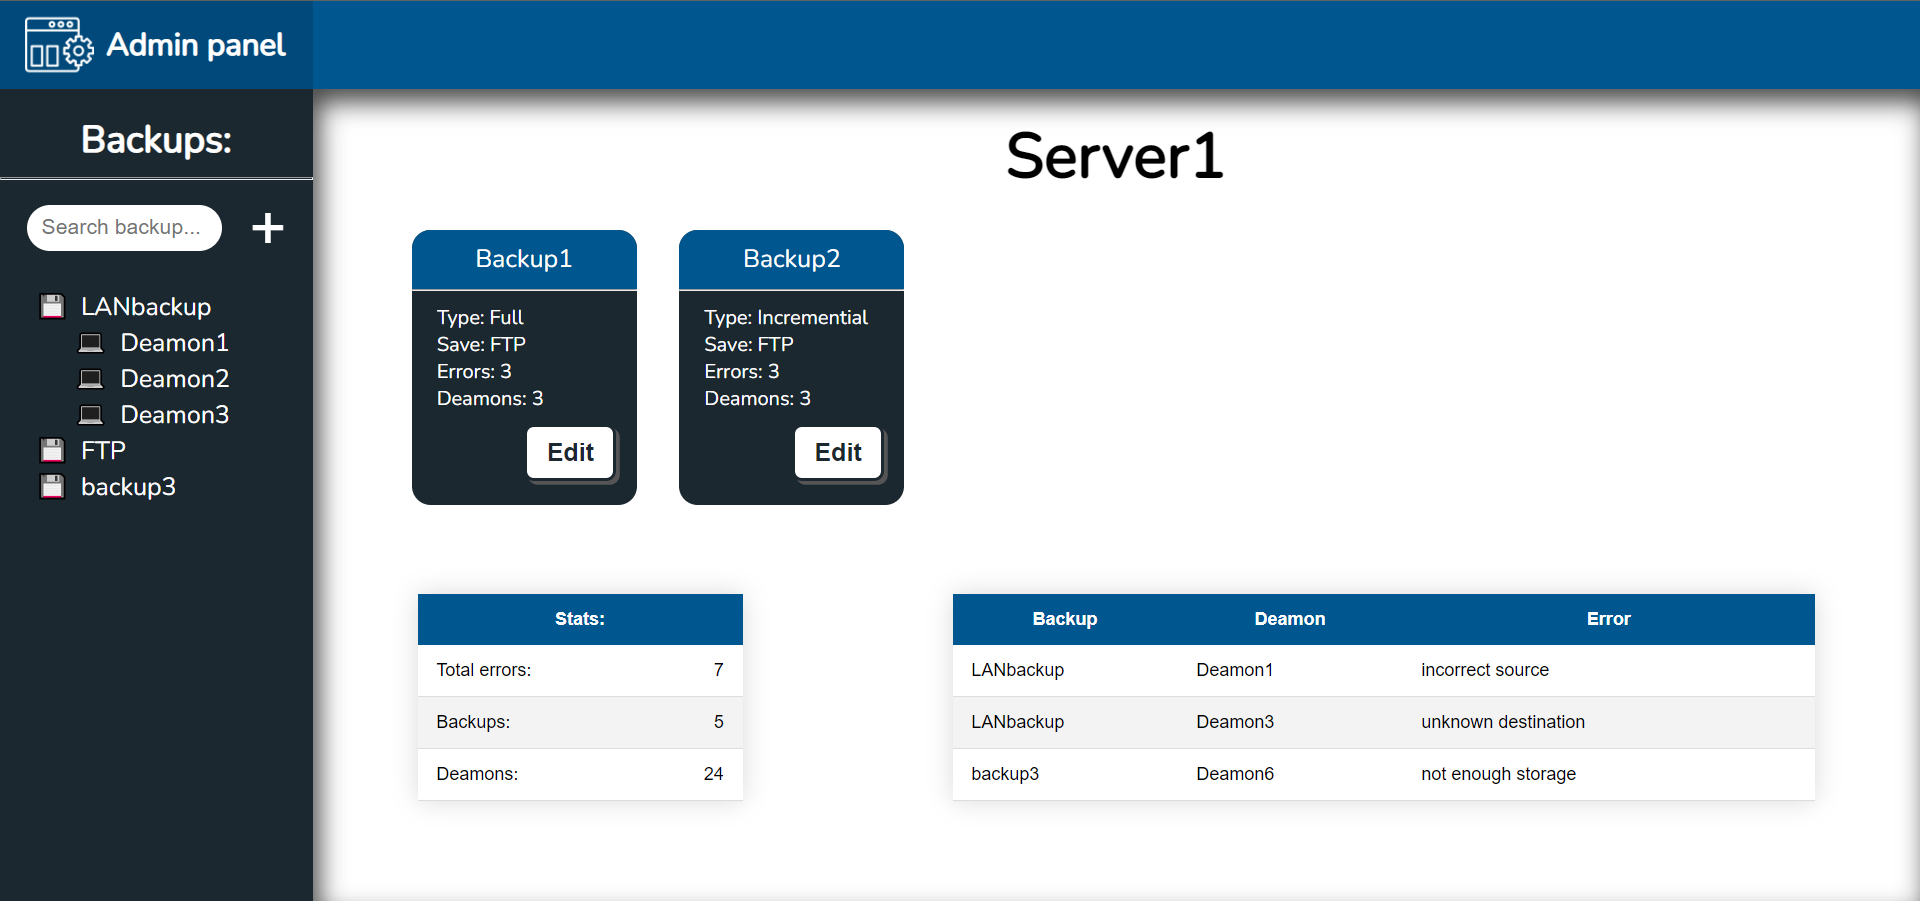 Admin panel
Backups:
Search backup...
LANbackup
Deamon1
Deamon2
Deamon3
FTP
backup3
Server1
Backup1
Type: Full
Save: FTP
Errors: 3
Deamons: 3
Edit
Backup2
Type: Incremential
Save: FTP
Errors: 3
Deamons: 3
Edit
Stats:
Total errors: 7
Backups: 5
Deamons: 24
Backup Deamon Error
LANbackup Deamon1 incorrect source
LANbackup Deamon3 unknown destination
backup3 Deamon6 not enough storage